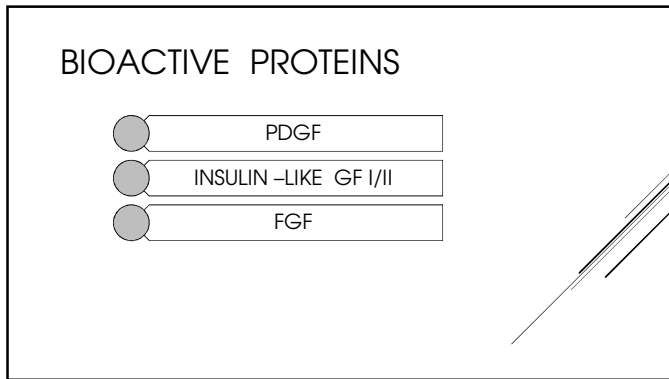 BIOACTIVE PROTEINS
PDGF
INSULIN –LIKE GF I/II
FGF